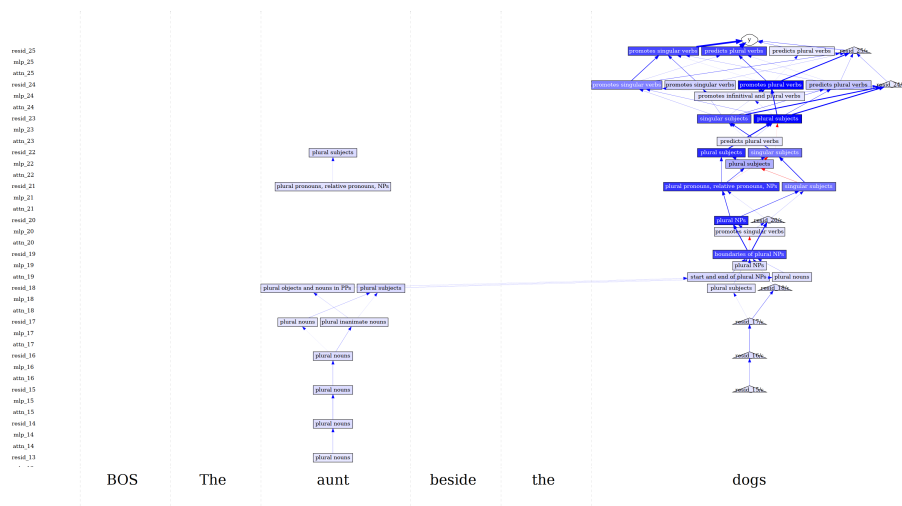 y
resid_25 promotes singular verbs predicts plural verbs predicts plural verbs resid_25/ε
mlp_25
attn_25
resid_24 promotes singular verbs promotes singular verbs promotes plural verbs predicts plural verbs
mlp_24 promotes infinitival and plural verbs
attn_24
resid_23 singular subjects plural subjects
mlp_23
attn_23 predicts plural verbs
resid_22 plural subjects plural subjects singular subjects
mlp_22 plural subjects
attn_22
resid_21 plural pronouns, relative pronouns, NPs plural pronouns, relative pronouns, NPs singular subjects
mlp_21
attn_21
resid_20 plural NPs resid_20/ε
mlp_20 promotes singular verbs
attn_20
resid_19 boundaries of plural NPs
mlp_19 plural NPs
attn_19 start end end of plural NPs plural nouns
resid_18 plural objects and nouns in PPs plural subjects plural subjects resid_18/ε
mlp_18
attn_18
resid_17 plural nouns plural inanimate nouns resid_17/ε
mlp_17
attn_17
resid_16 plural nouns resid_16/ε
mlp_16
attn_16
resid_15 plural nouns resid_15/ε
mlp_15
attn_15
resid_14 plural nouns
mlp_14
attn_14
resid_13 plural nouns
BOS The aunt beside the dogs